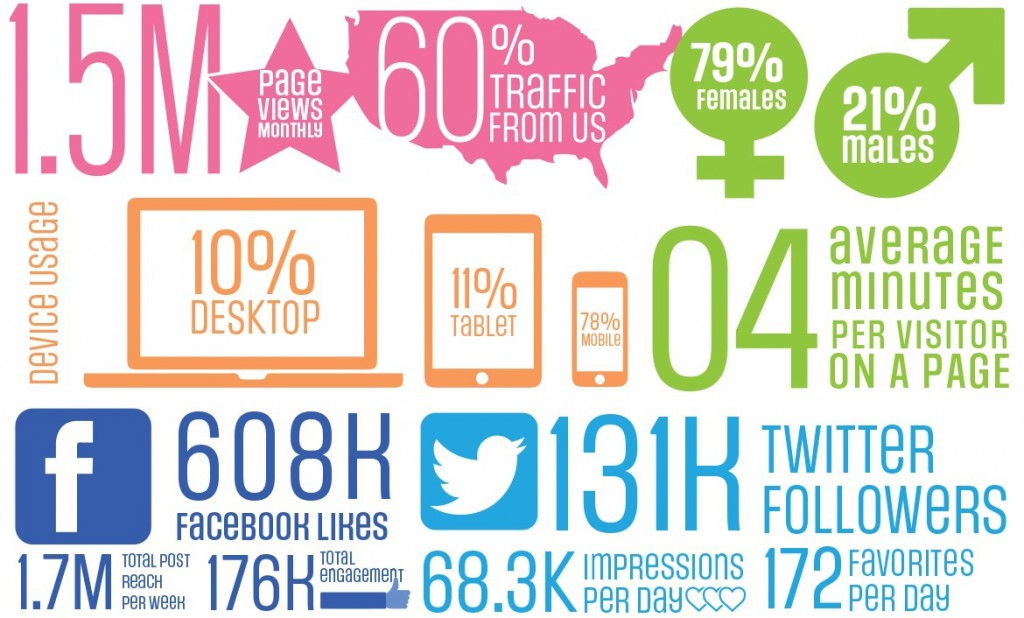 1.5M
PAGE
VIEWS
MONTHLY
60%
TRAFFIC
FROM US
79%
FEMALES
21%
MALES
DEVICE USAGE
10%
DESKTOP
11%
TABLET
78%
MOBILE
04
AVERAGE
MINUTES
PER VISITOR
ON A PAGE
f
608K
FACEBOOK LIKES
131K
TWITTER
FOLLOWERS
1.7M
TOTAL POST
REACH
PER WEEK
176K
TOTAL
ENGAGEMENT
68.3K
IMPRESSIONS
PER DAY
172
FAVORITES
PER DAY